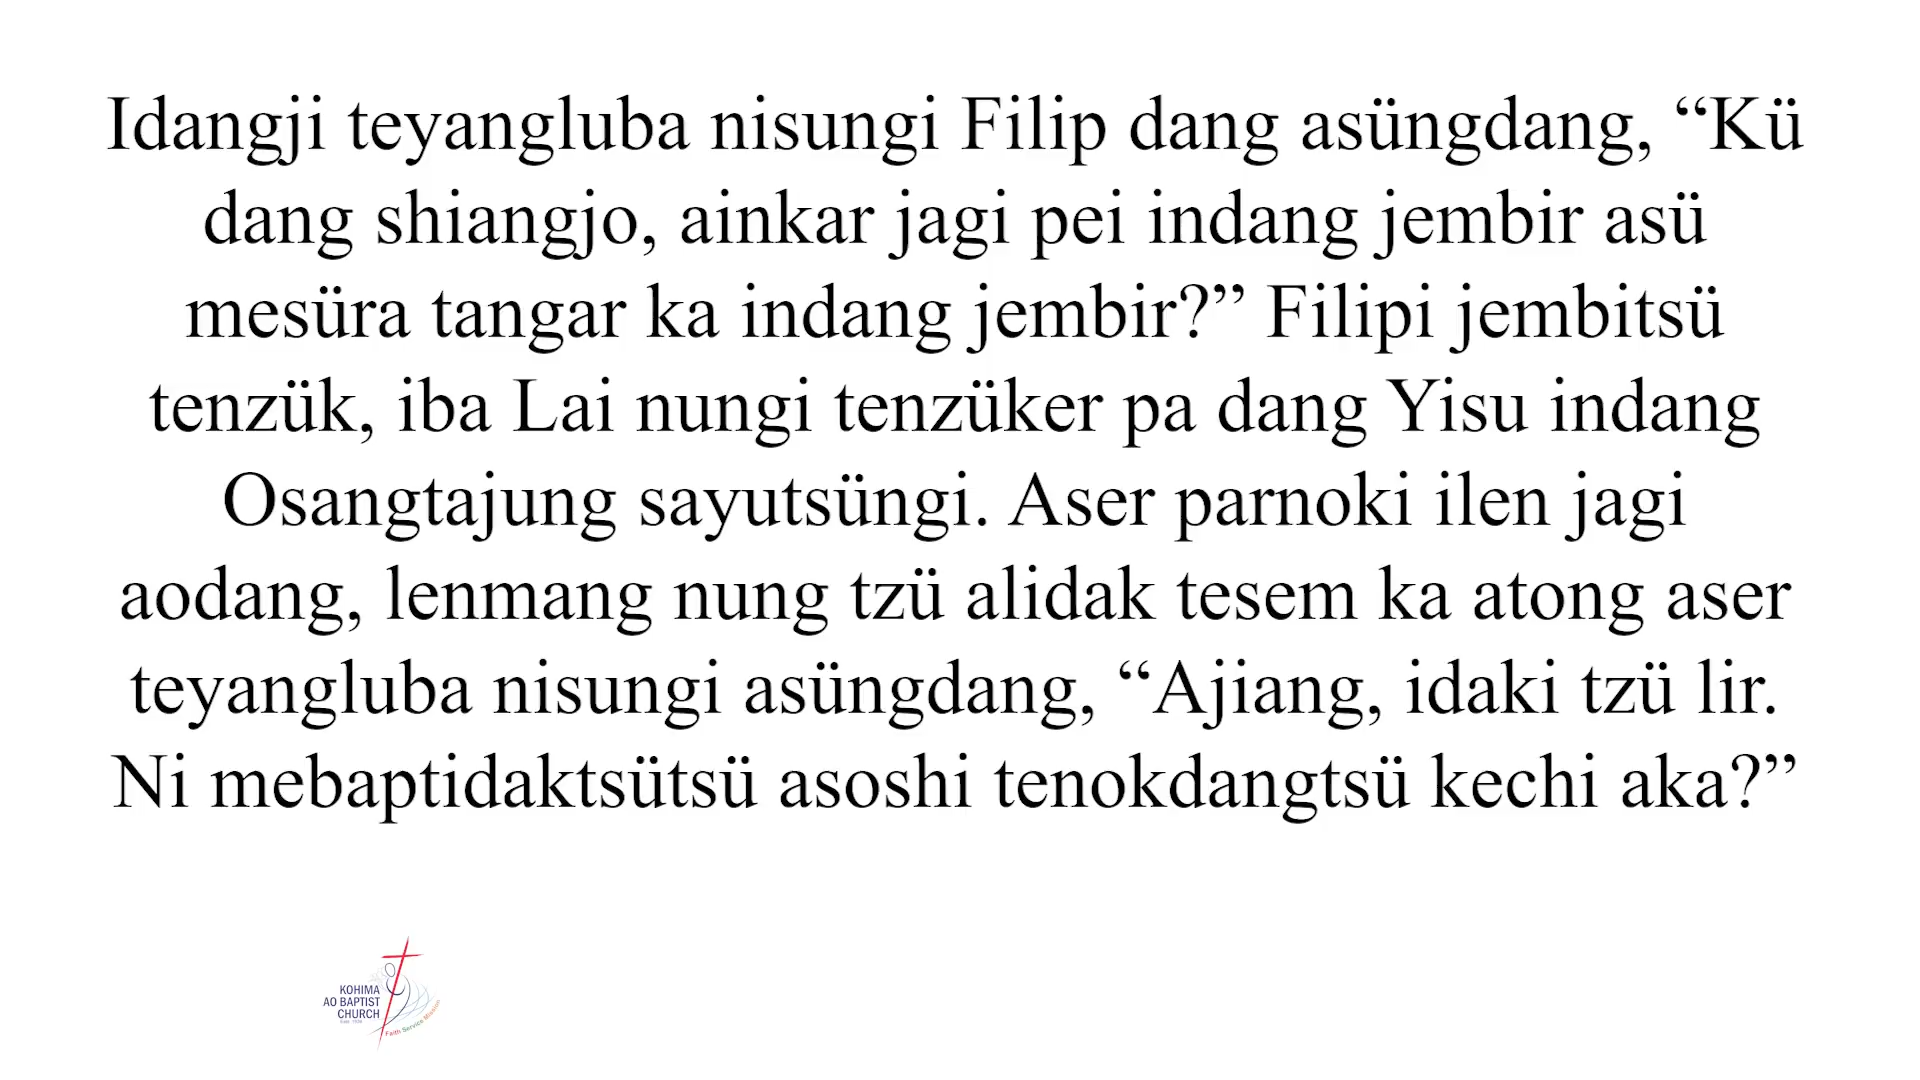 Idangji teyangluba nisungi Filip dang asüngdang, “Kü
dang shiangjo, ainkar jagi pei indang jembir asü
mesüra tangar ka indang jembir?” Filipi jembitsü
tenzük, iba Lai nungi tenzüker pa dang Yisu indang
Osangtajung sayutsüngi. Aser parnoki ilen jagi
aodang, lenmang nung tzü alidak tesem ka atong aser
teyangluba nisungi asüngdang, “Ajiang, idaki tzü lir.
Ni mebaptidaktsütsü asoshi tenokdangtsü kechi aka?”
KOHIMA
AO BAPTIST
CHURCH
Faith Service Mission